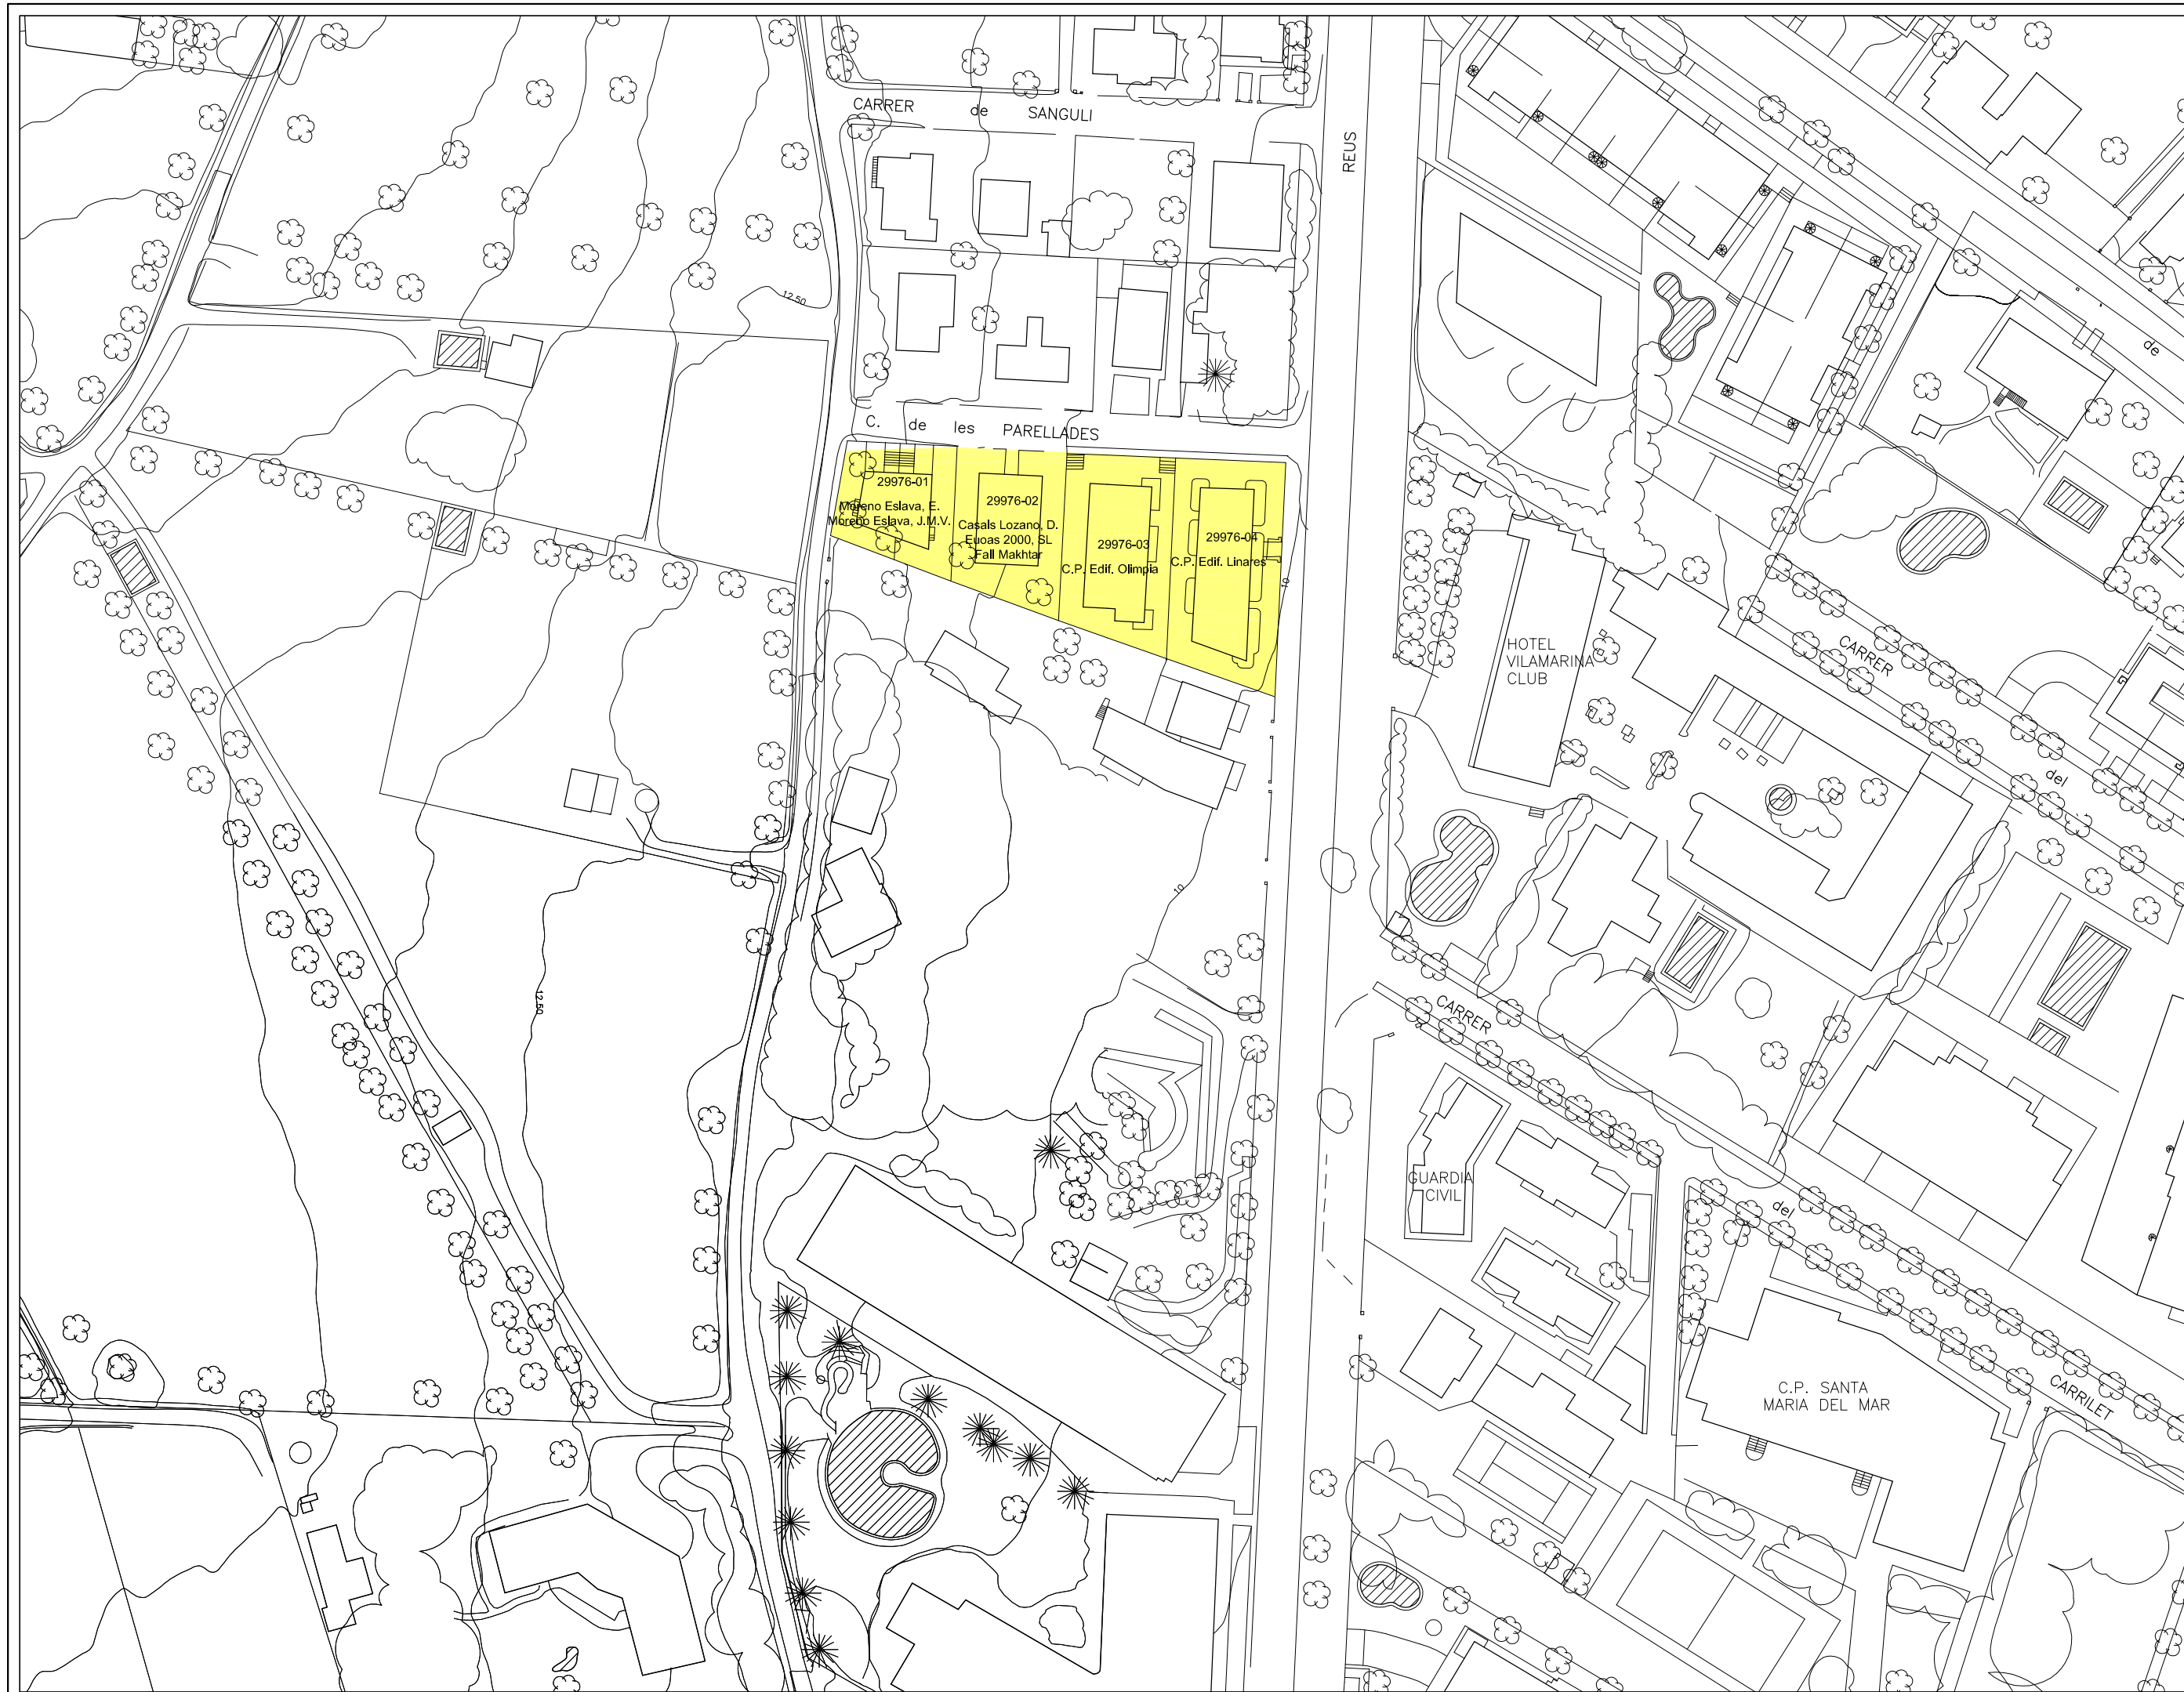 CARRER de SANGULI
REUS
12.50
C. de les PARELLADES
de
29976-01
Moreno Eslava, E.
Moreno Eslava, J.M.V.
29976-02
Casals Lozano, D.
Euoas 2000, SL
Fall Makhtar
29976-03
C.P. Edif. Olimpia
29976-04
C.P. Edif. Linares
10
HOTEL
VILAMARINA
CLUB
CARRER
del
10
12.50
CARRER
del
CARRILET
GUARDIA
CIVIL
C.P. SANTA
MARIA DEL MAR